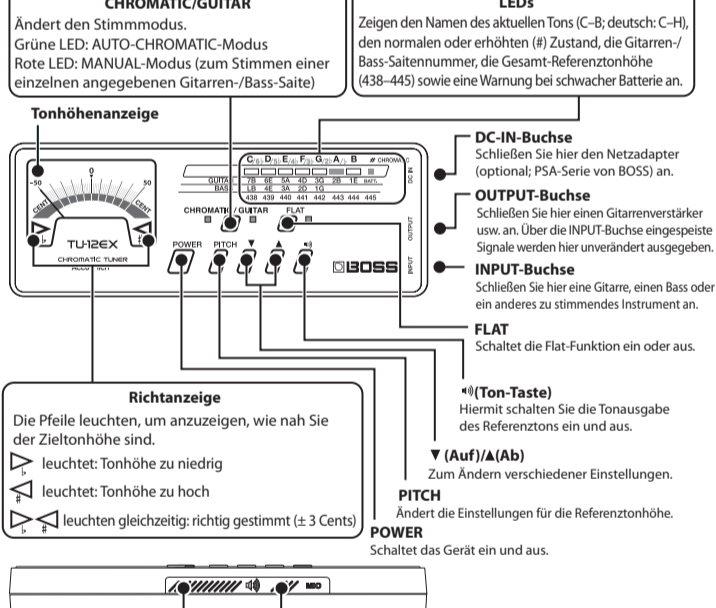 CHROMATIC/GUITAR
Ändert den Stimmmodus.
Grüne LED: AUTO-CHROMATIC-Modus
Rote LED: MANUAL-Modus (zum Stimmen einer
einzelnen angegebenen Gitarren-/Bass-Saite)
LEDs
Zeigen den Namen des aktuellen Tons (C–B; deutsch: C–H),
den normalen oder erhöhten (#) Zustand, die Gitarren-/
Bass-Saitennummer, die Gesamt-Referenztonhöhe
(438–445) sowie eine Warnung bei schwacher Batterie an.
Tonhöhenanzeige
-50 0 50
CENT CENT
TU-12EX
CHROMATIC TUNER
C/6♭ D/5♭ E/4♭ F/3♭ G/2♭ A/♭ B # CHROMATIC
GUITAR 7B 6E 5A 4D 3G 2B 1E BATT.
BASS LB 4E 3A 2D 1G
438 439 440 441 442 443 444 445
CHROMATIC / GUITAR FLAT
POWER PITCH ▼ ▲
BOSS
DC IN
OUTPUT
INPUT
DC-IN-Buchse
Schließen Sie hier den Netzadapter
(optional; PSA-Serie von BOSS) an.
OUTPUT-Buchse
Schließen Sie hier einen Gitarrenverstärker
usw. an. Über die INPUT-Buchse eingespeiste
Signale werden hier unverändert ausgegeben.
INPUT-Buchse
Schließen Sie hier eine Gitarre, einen Bass oder
ein anderes zu stimmendes Instrument an.
FLAT
Schaltet die Flat-Funktion ein oder aus.
(Ton-Taste)
Hiermit schalten Sie die Tonausgabe
des Referenztons ein und aus.
▼ (Auf)/▲(Ab)
Zum Ändern verschiedener Einstellungen.
PITCH
Ändert die Einstellungen für die Referenztonhöhe.
POWER
Schaltet das Gerät ein und aus.
Richtanzeige
Die Pfeile leuchten, um anzuzeigen, wie nah Sie
der Zieltonhöhe sind.
♭ leuchtet: Tonhöhe zu niedrig
# leuchtet: Tonhöhe zu hoch
♭ # leuchten gleichzeitig: richtig gestimmt (± 3 Cents)
MIC